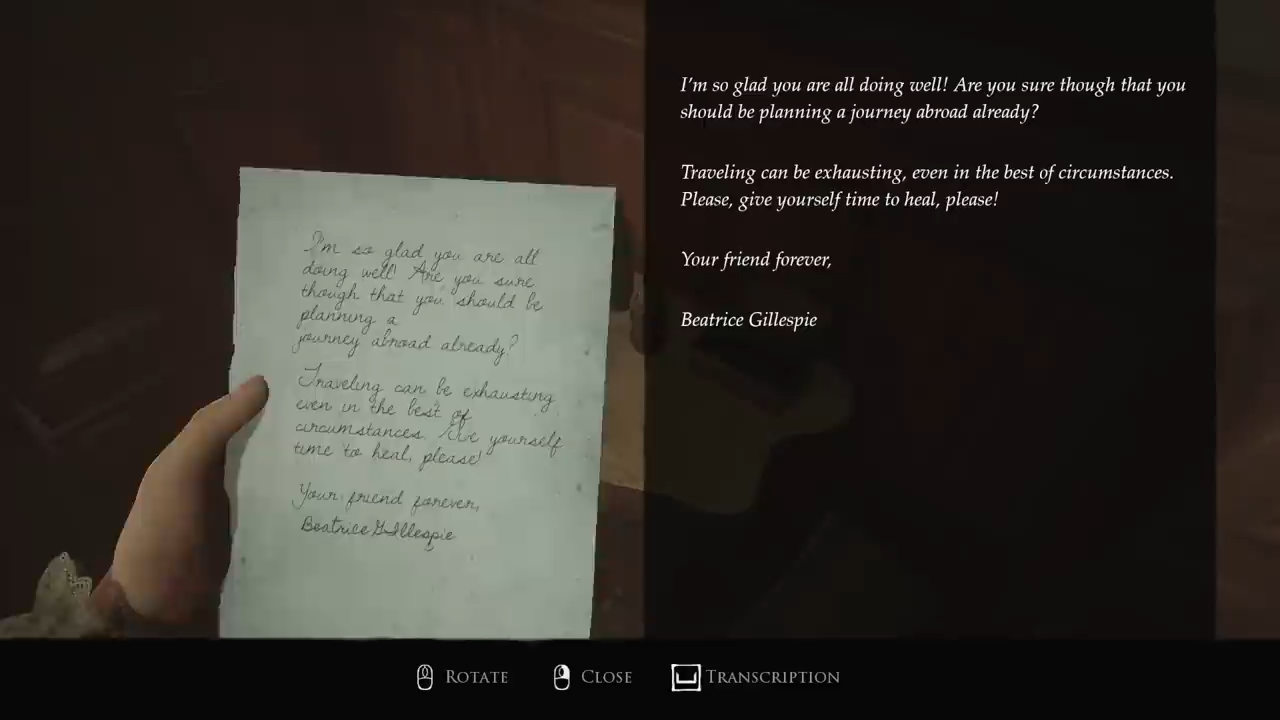 I'm so glad you are all
doing well! Are you sure
though that you should be
planning a
journey abroad already?
Traveling can be exhausting
even in the best of
circumstances. Give yourself
time to heal, please!
Your friend forever,
Beatrice Gillespie
I'm so glad you are all doing well! Are you sure though that you
should be planning a journey abroad already?
Traveling can be exhausting, even in the best of circumstances.
Please, give yourself time to heal, please!
Your friend forever,
Beatrice Gillespie
ROTATE
CLOSE
TRANSCRIPTION